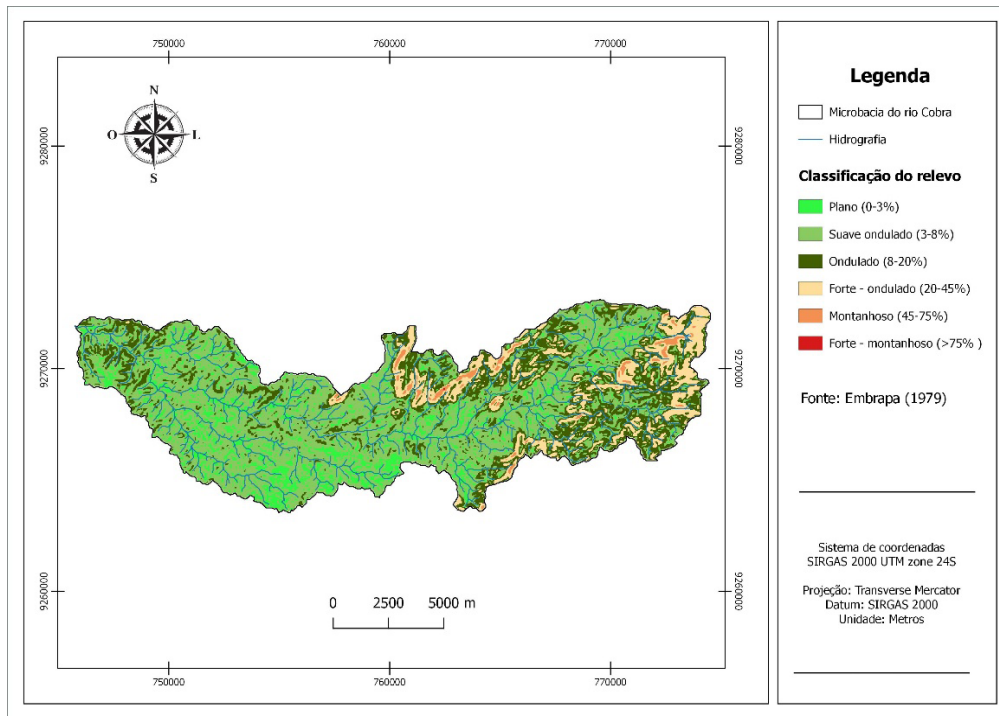 750000 760000 770000
N
O L
S
9280000 9280000
9270000 9270000
9260000 9260000
0 2500 5000 m
750000 760000 770000
Legenda
Microbacia do rio Cobra
Hidrografia
Classificação do relevo
Plano (0-3%)
Suave ondulado (3-8%)
Ondulado (8-20%)
Forte - ondulado (20-45%)
Montanhoso (45-75%)
Forte - montanhoso (>75% )
Fonte: Embrapa (1979)
Sistema de coordenadas
SIRGAS 2000 UTM zone 24S
Projeção: Transverse Mercator
Datum: SIRGAS 2000
Unidade: Metros